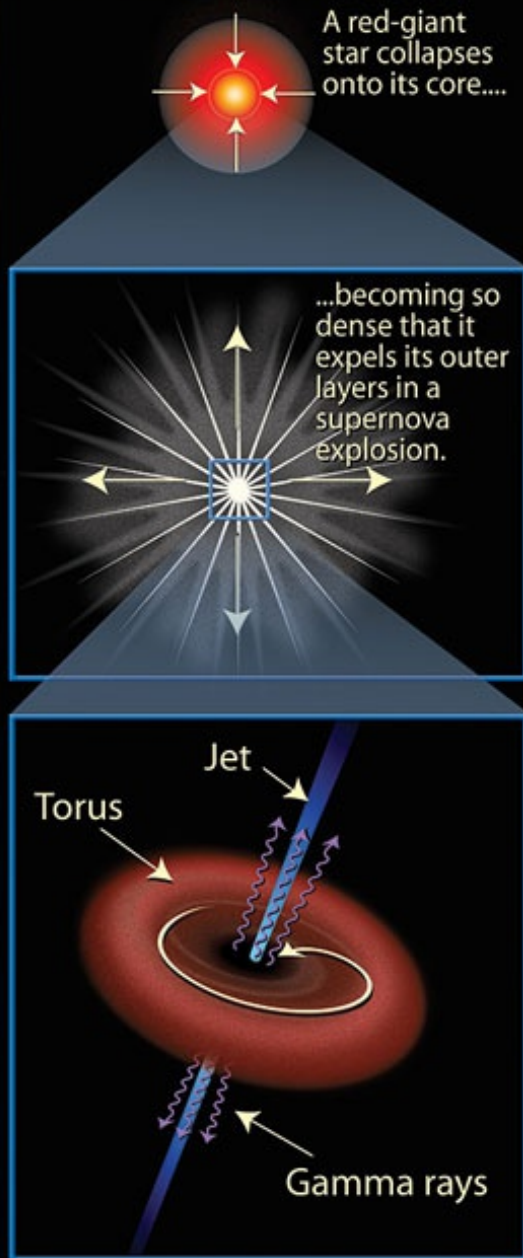 A red-giant
star collapses
onto its core....
...becoming so
dense that it
expels its outer
layers in a
supernova
explosion.
Jet
Torus
Gamma rays